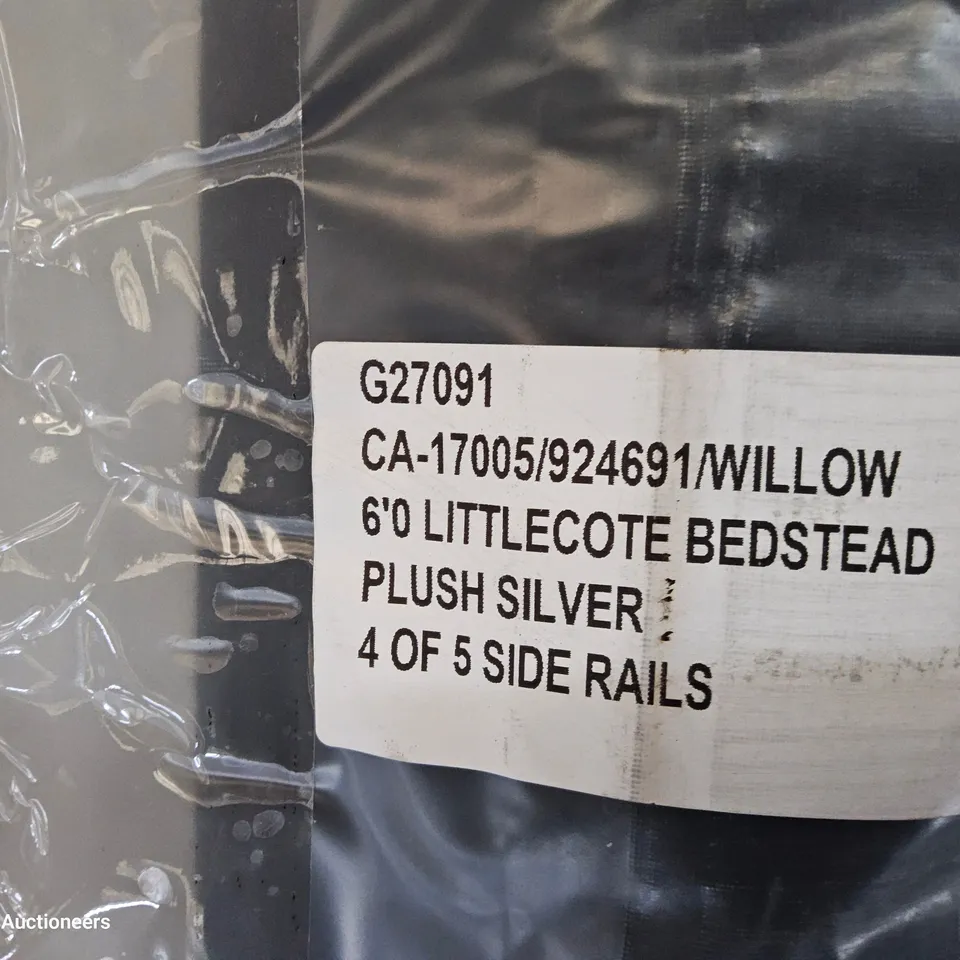 G27091
CA-17005/924691/WILLOW
6'0 LITTLECOTE BEDSTEAD
PLUSH SILVER
4 OF 5 SIDE RAILS
Auctioneers